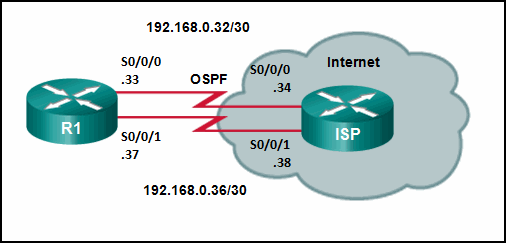 192.168.0.32/30
S0/0/0
.33
OSPF
S0/0/0
.34
Internet
R1
ISP
S0/0/1
.37
S0/0/1
.38
192.168.0.36/30